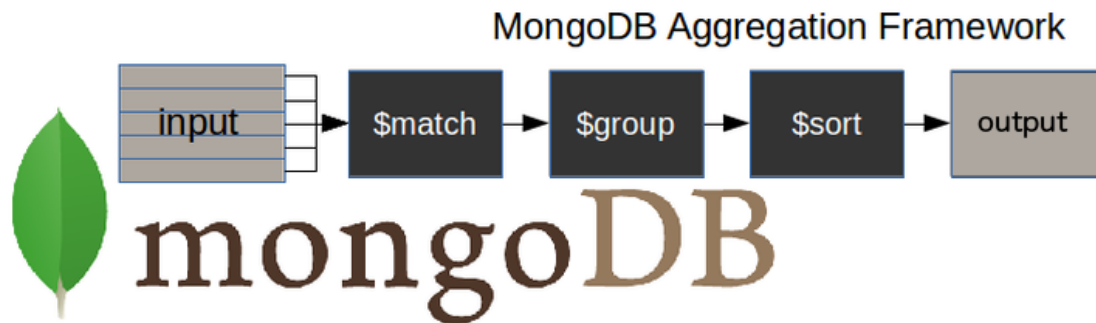 MongoDB Aggregation Framework
input $match $group $sort output
mongoDB